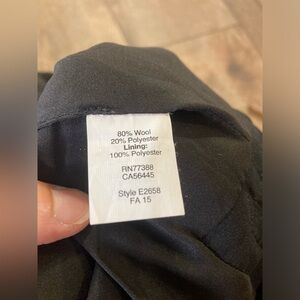 80% Wool
20% Polyester
Lining:
100% Polyester
RN77388
CA56445
Style E2658
FA 15